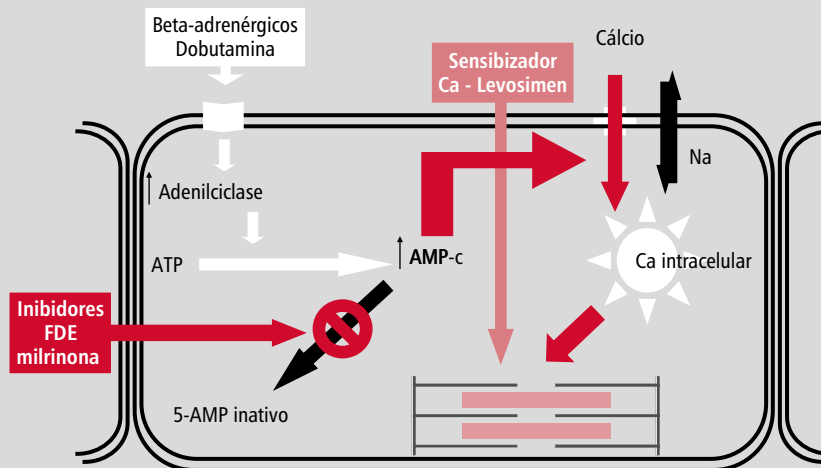 Beta-adrenérgicos
Dobutamina
Sensibizador
Ca - Levosimen
Cálcio
Na
Adenilciclase
ATP
AMP-c
Ca intracelular
Inibidores
FDE
milrinona
5-AMP inativo